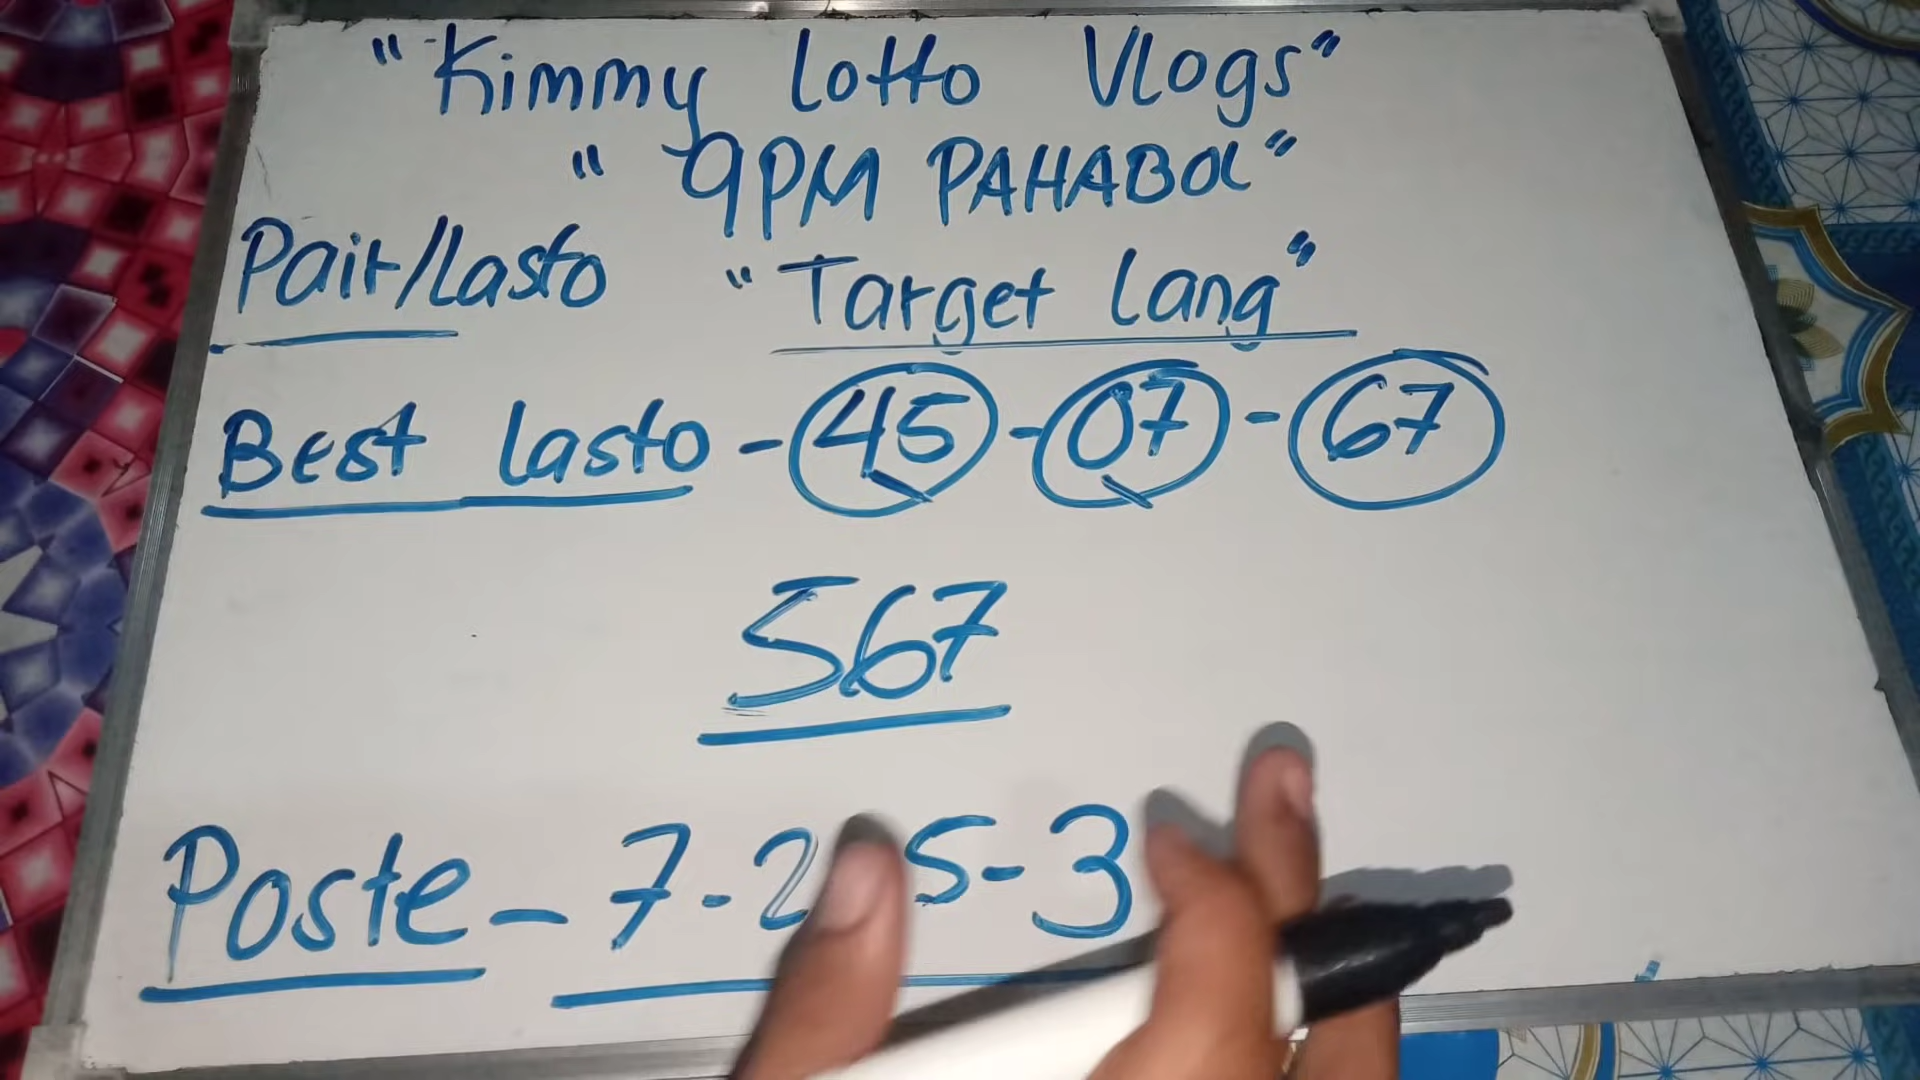 "Kimmy Lotto Vlogs"
"9PM PAHABOL"
Pair/Lasto "Target Lang"
Best Lasto - 45 - 07 - 67
567
Poste - 7 - 2 5 - 3